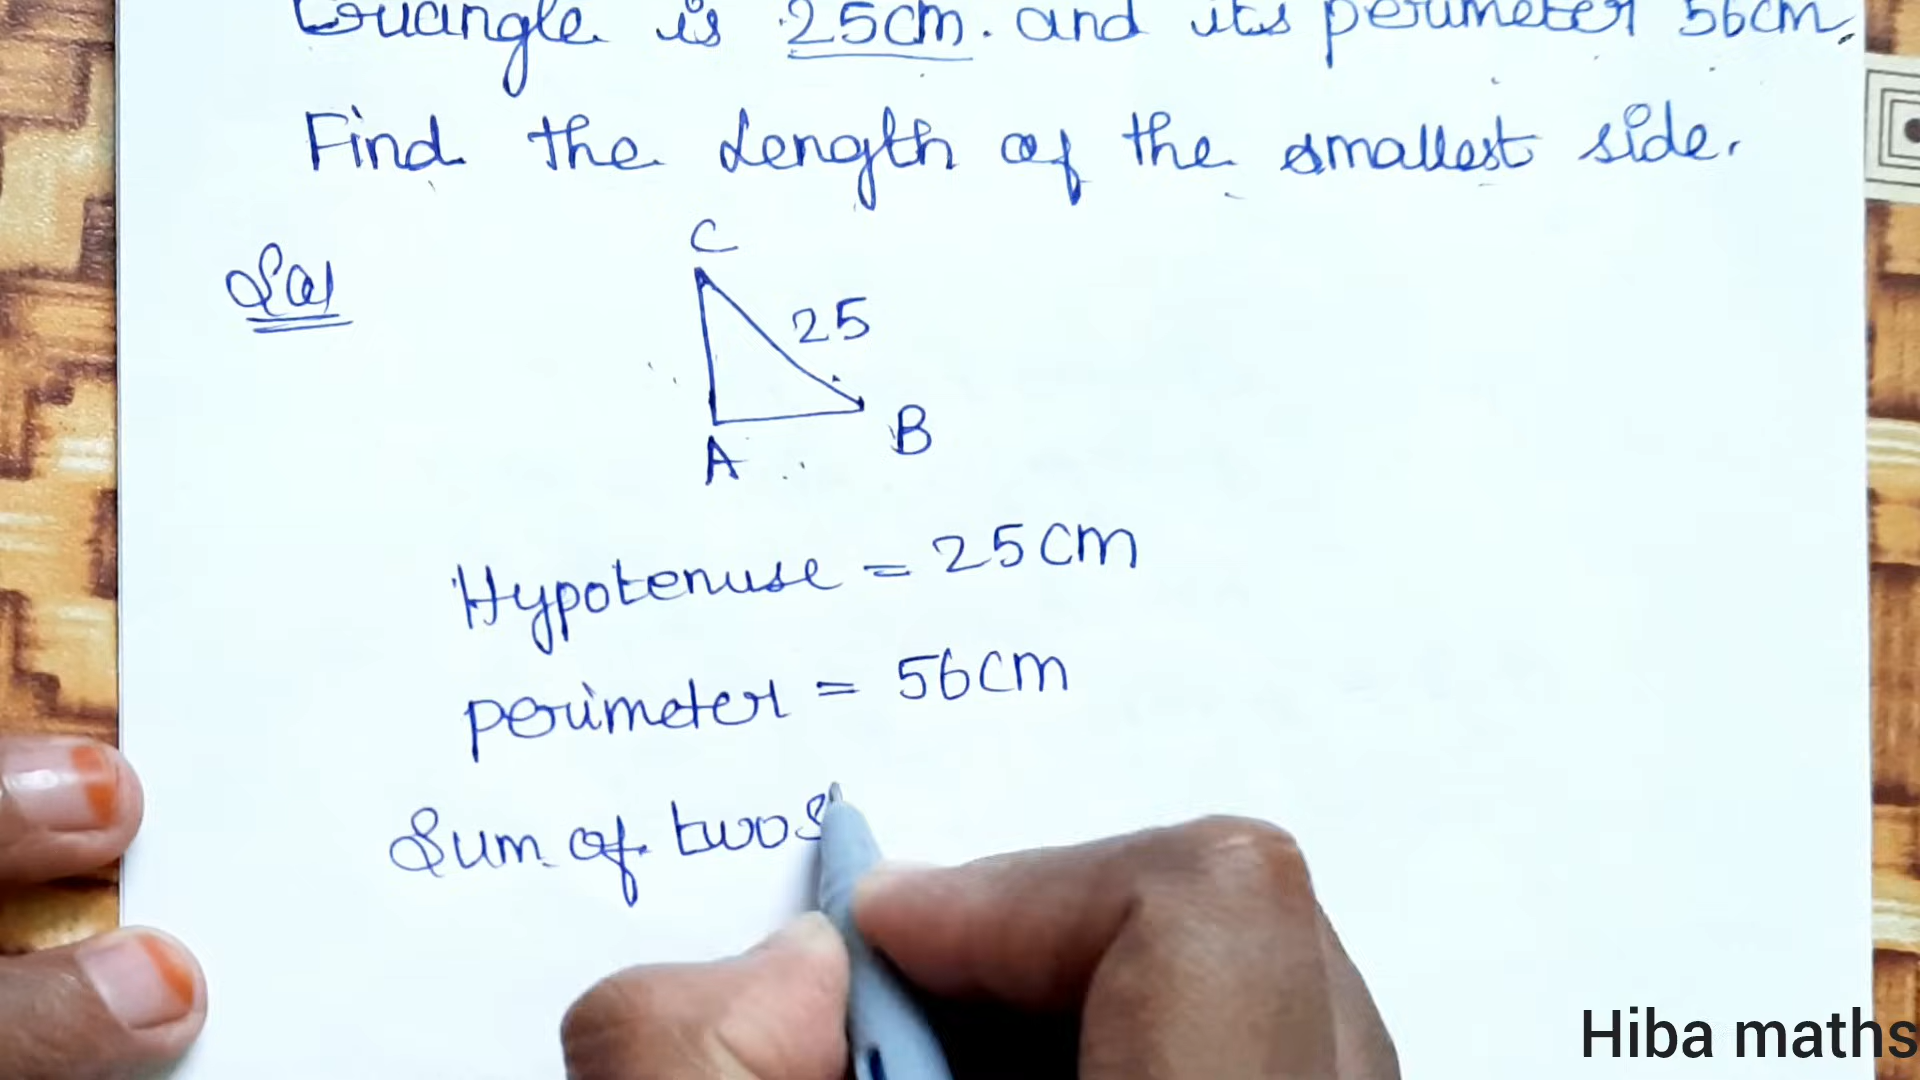 triangle is 25cm. and its perimeter 56cm.
Find the Length of the smallest side.
Sol
C
25
B
A
Hypotenuse = 25cm
perimeter = 56cm
Sum of two s
Hiba maths